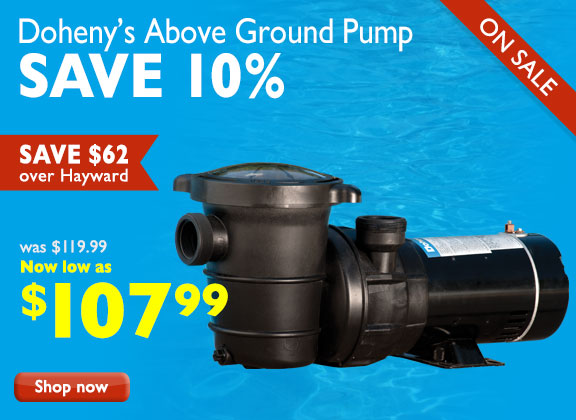 Doheny's Above Ground Pump
SAVE 10%
ON SALE
SAVE $62
over Hayward
was $119.99
Now low as
$107.99
Shop now